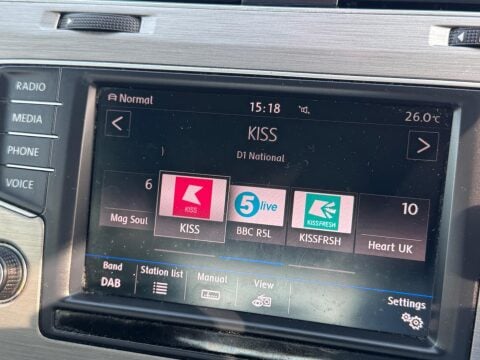 RADIO
MEDIA
PHONE
VOICE
Normal
15:18
26.0°C
<
KISS
>
D1 National
)
6
Mag Soul
KISS
KISS
5 live
BBC R5L
KISSFRESH
KISSFRSH
10
Heart UK
Band
DAB
Station list
Manual
View
Settings